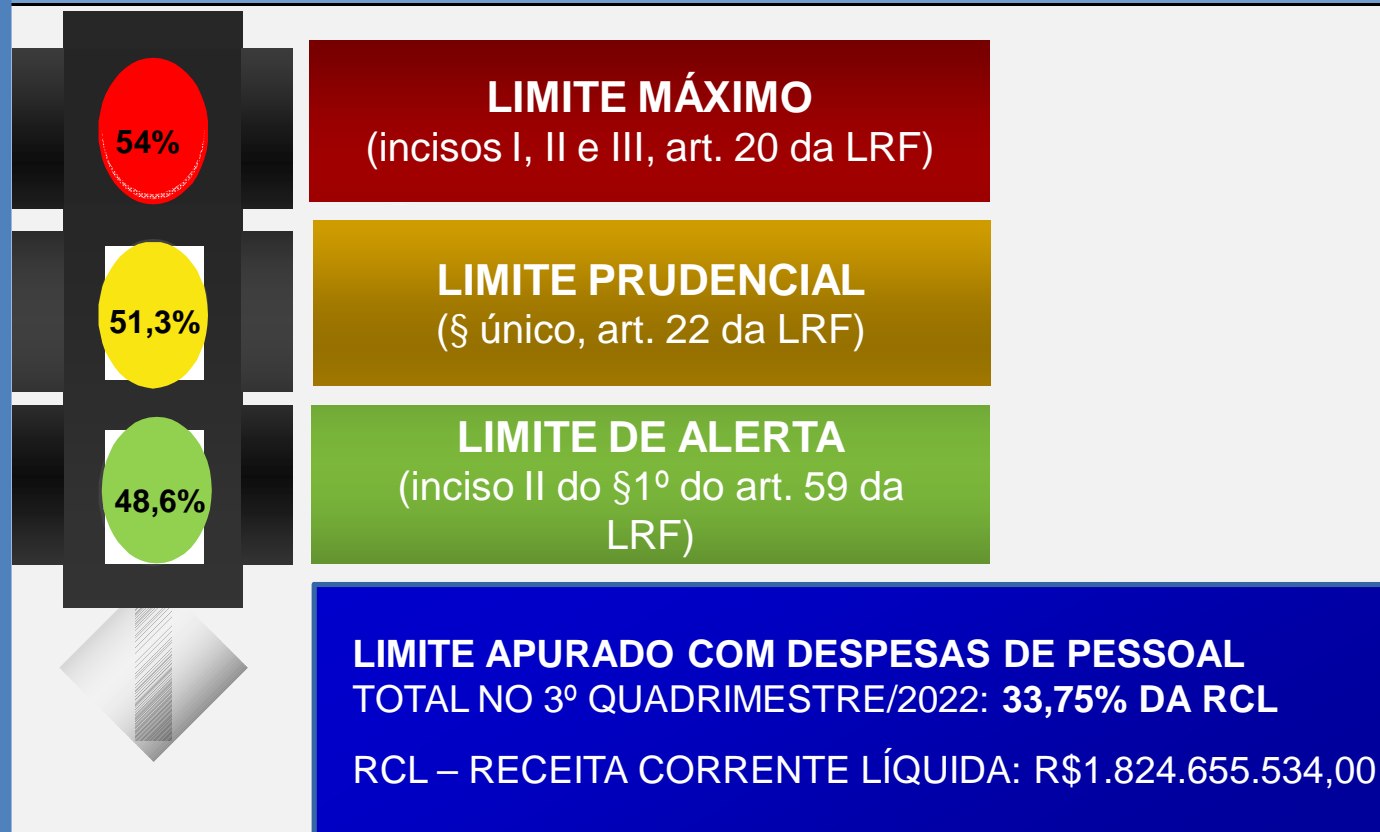 54%
LIMITE MÁXIMO
(incisos I, II e III, art. 20 da LRF)
51,3%
LIMITE PRUDENCIAL
(§ único, art. 22 da LRF)
48,6%
LIMITE DE ALERTA
(inciso II do §1º do art. 59 da
LRF)
LIMITE APURADO COM DESPESAS DE PESSOAL
TOTAL NO 3º QUADRIMESTRE/2022: 33,75% DA RCL
RCL – RECEITA CORRENTE LÍQUIDA: R$1.824.655.534,00